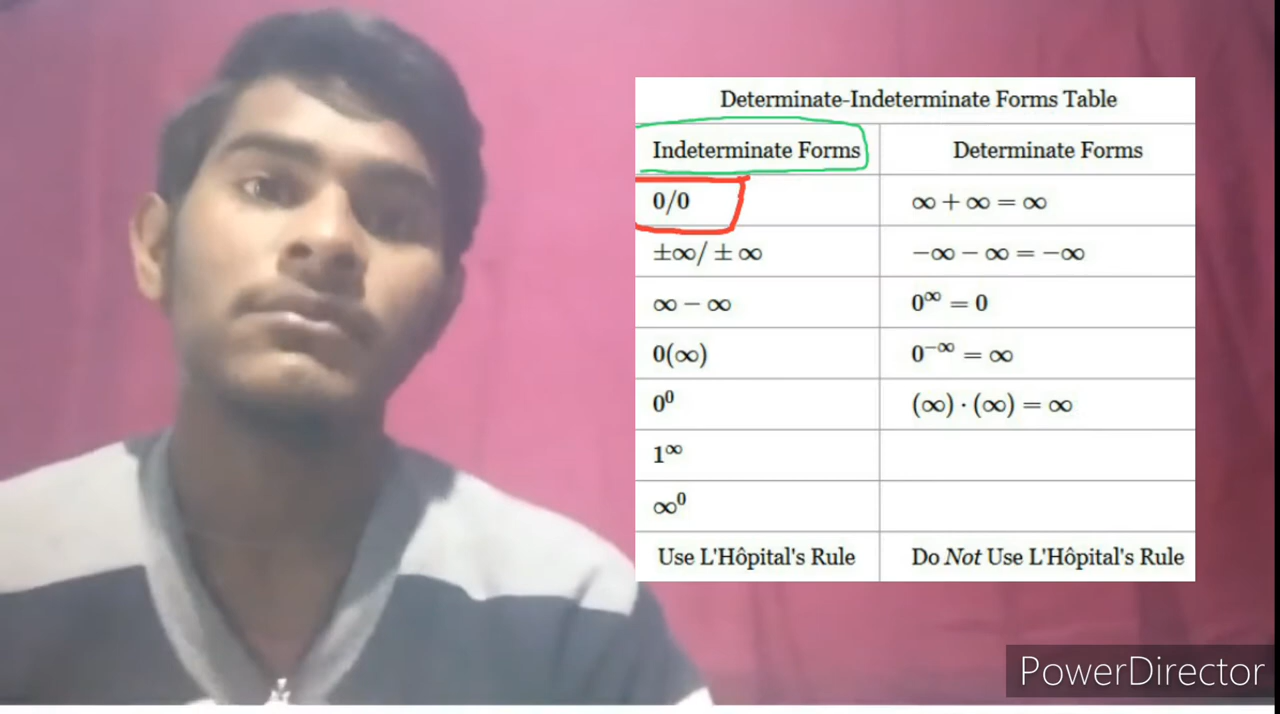 Determinate-Indeterminate Forms Table
Indeterminate Forms Determinate Forms
0/0 ∞ + ∞ = ∞
±∞/ ± ∞ −∞ − ∞ = −∞
∞ − ∞ 0^∞ = 0
0(∞) 0^−∞ = ∞
0^0 (∞) · (∞) = ∞
1^∞
∞^0
Use L'Hôpital's Rule Do Not Use L'Hôpital's Rule
PowerDirector